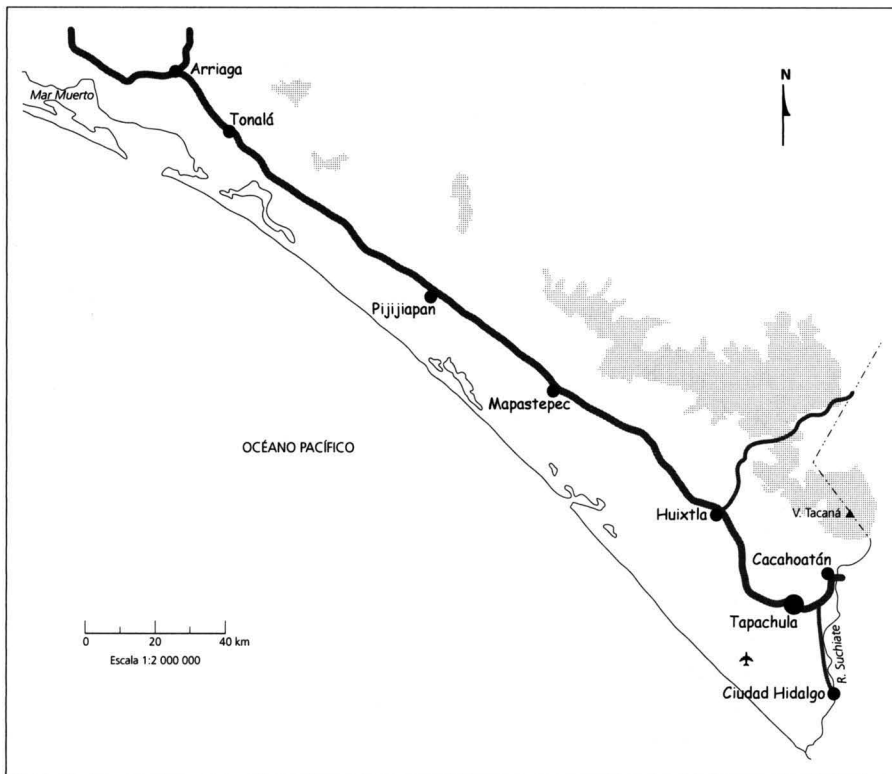 N
Arriaga
Mar Muerto
Tonalá
Pijijiapan
Mapastepec
OCÉANO PACÍFICO
Huixtla
V. Tacaná
Cacahoatán
Tapachula
R. Suchiate
Ciudad Hidalgo
0 20 40 km
Escala 1:2 000 000